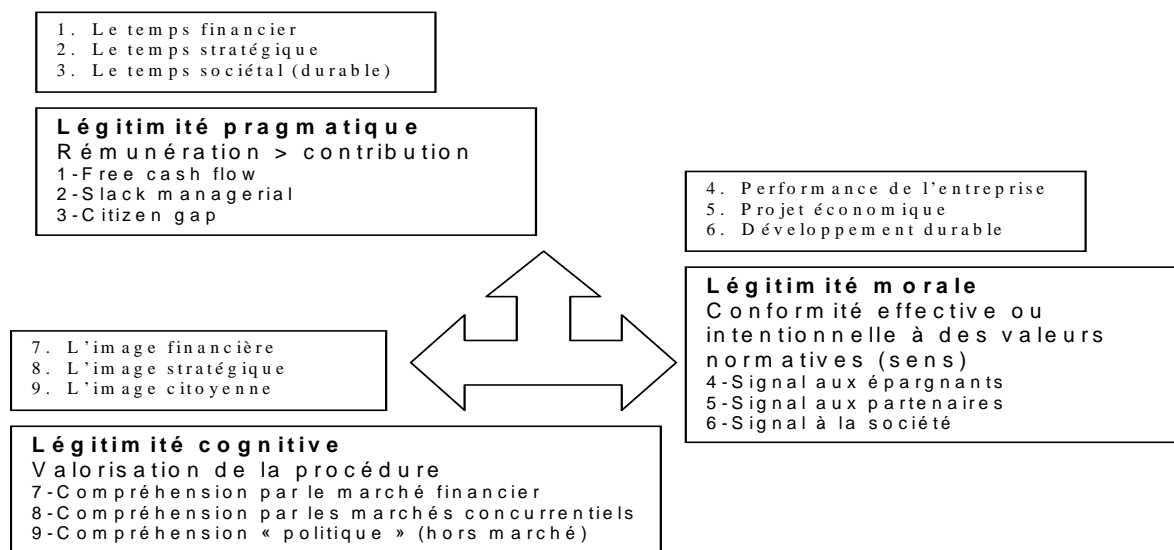 1. Le temps financier
2. Le temps stratégique
3. Le temps sociétal (durable)
Légitimité pragmatique
Rémunération > contribution
1-Free cash flow
2-Slack managerial
3-Citizen gap
4. Performance de l'entreprise
5. Projet économique
6. Développement durable
Légitimité morale
Conformité effective ou
intentionnelle à des valeurs
normatives (sens)
4-Signal aux épargnants
5-Signal aux partenaires
6-Signal à la société
7. L'image financière
8. L'image stratégique
9. L'image citoyenne
Légitimité cognitive
Valorisation de la procédure
7-Compréhension par le marché financier
8-Compréhension par les marchés concurrentiels
9-Compréhension « politique » (hors marché)